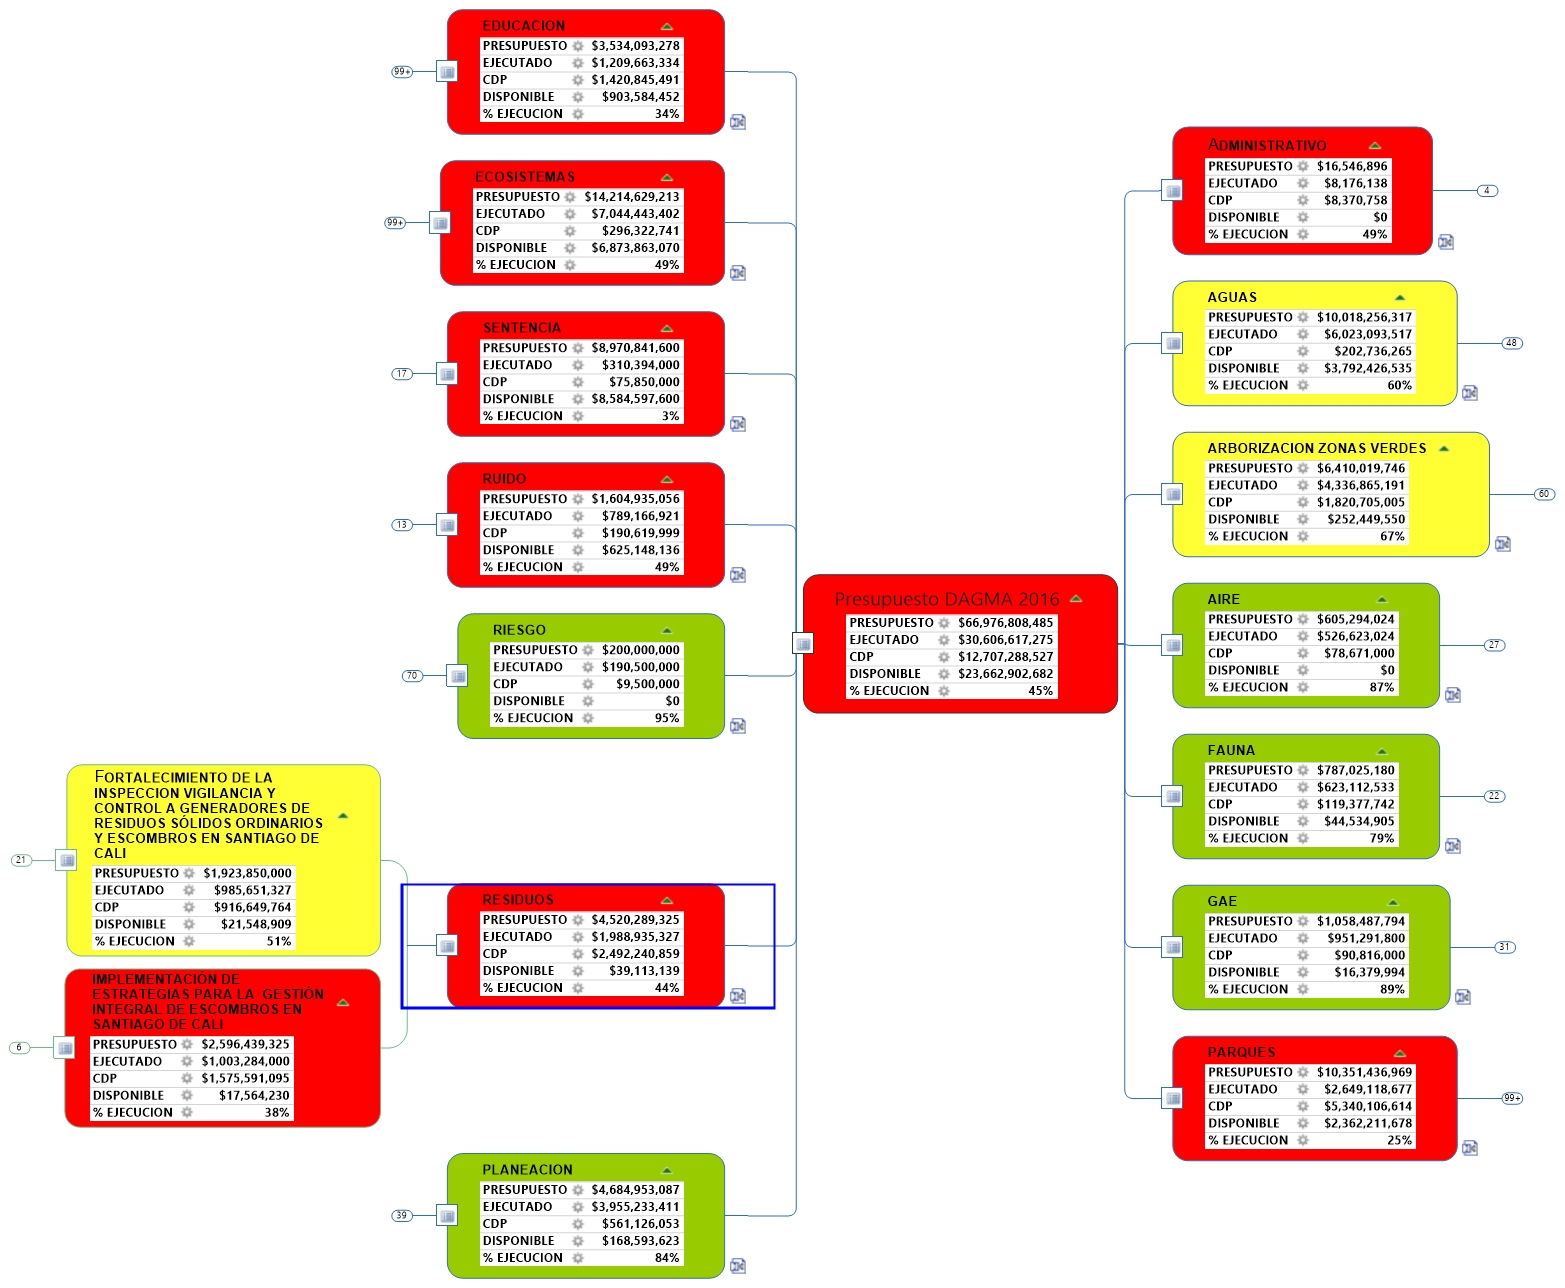 EDUCACION
PRESUPUESTO $3,534,093,278
EJECUTADO $1,209,663,334
CDP $1,420,845,491
DISPONIBLE $903,584,452
% EJECUCION 34%
99+
ECOSISTEMAS
PRESUPUESTO $14,214,629,213
EJECUTADO $7,044,443,402
CDP $296,322,741
DISPONIBLE $6,873,863,070
% EJECUCION 49%
99+
SENTENCIA
PRESUPUESTO $8,970,841,600
EJECUTADO $310,394,000
CDP $75,850,000
DISPONIBLE $8,584,597,600
% EJECUCION 3%
17
RUIDO
PRESUPUESTO $1,604,935,056
EJECUTADO $789,166,921
CDP $190,619,999
DISPONIBLE $625,148,136
% EJECUCION 49%
13
RIESGO
PRESUPUESTO $200,000,000
EJECUTADO $190,500,000
CDP $9,500,000
DISPONIBLE $0
% EJECUCION 95%
70
FORTALECIMIENTO DE LA
INSPECCION VIGILANCIA Y
CONTROL A GENERADORES DE
RESIDUOS SÓLIDOS ORDINARIOS
Y ESCOMBROS EN SANTIAGO DE
CALI
PRESUPUESTO $1,923,850,000
EJECUTADO $985,651,327
CDP $916,649,764
DISPONIBLE $21,548,909
% EJECUCION 51%
21
IMPLEMENTACIÓN DE
ESTRATEGIAS PARA LA GESTIÓN
INTEGRAL DE ESCOMBROS EN
SANTIAGO DE CALI
PRESUPUESTO $2,596,439,325
EJECUTADO $1,003,284,000
CDP $1,575,591,095
DISPONIBLE $17,564,230
% EJECUCION 38%
6
RESIDUOS
PRESUPUESTO $4,520,289,325
EJECUTADO $1,988,935,327
CDP $2,492,240,859
DISPONIBLE $39,113,139
% EJECUCION 44%
PLANEACION
PRESUPUESTO $4,684,953,087
EJECUTADO $3,955,233,411
CDP $561,126,053
DISPONIBLE $168,593,623
% EJECUCION 84%
39
Presupuesto DAGMA 2016
PRESUPUESTO $66,976,808,485
EJECUTADO $30,606,617,275
CDP $12,707,288,527
DISPONIBLE $23,662,902,682
% EJECUCION 45%
ADMINISTRATIVO
PRESUPUESTO $16,546,896
EJECUTADO $8,176,138
CDP $8,370,758
DISPONIBLE $0
% EJECUCION 49%
4
AGUAS
PRESUPUESTO $10,018,256,317
EJECUTADO $6,023,093,517
CDP $202,736,265
DISPONIBLE $3,792,426,535
% EJECUCION 60%
48
ARBORIZACION ZONAS VERDES
PRESUPUESTO $6,410,019,746
EJECUTADO $4,336,865,191
CDP $1,820,705,005
DISPONIBLE $252,449,550
% EJECUCION 67%
60
AIRE
PRESUPUESTO $605,294,024
EJECUTADO $526,623,024
CDP $78,671,000
DISPONIBLE $0
% EJECUCION 87%
27
FAUNA
PRESUPUESTO $787,025,180
EJECUTADO $623,112,533
CDP $119,377,742
DISPONIBLE $44,534,905
% EJECUCION 79%
22
GAE
PRESUPUESTO $1,058,487,794
EJECUTADO $951,291,800
CDP $90,816,000
DISPONIBLE $16,379,994
% EJECUCION 89%
31
PARQUES
PRESUPUESTO $10,351,436,969
EJECUTADO $2,649,118,677
CDP $5,340,106,614
DISPONIBLE $2,362,211,678
% EJECUCION 25%
99+